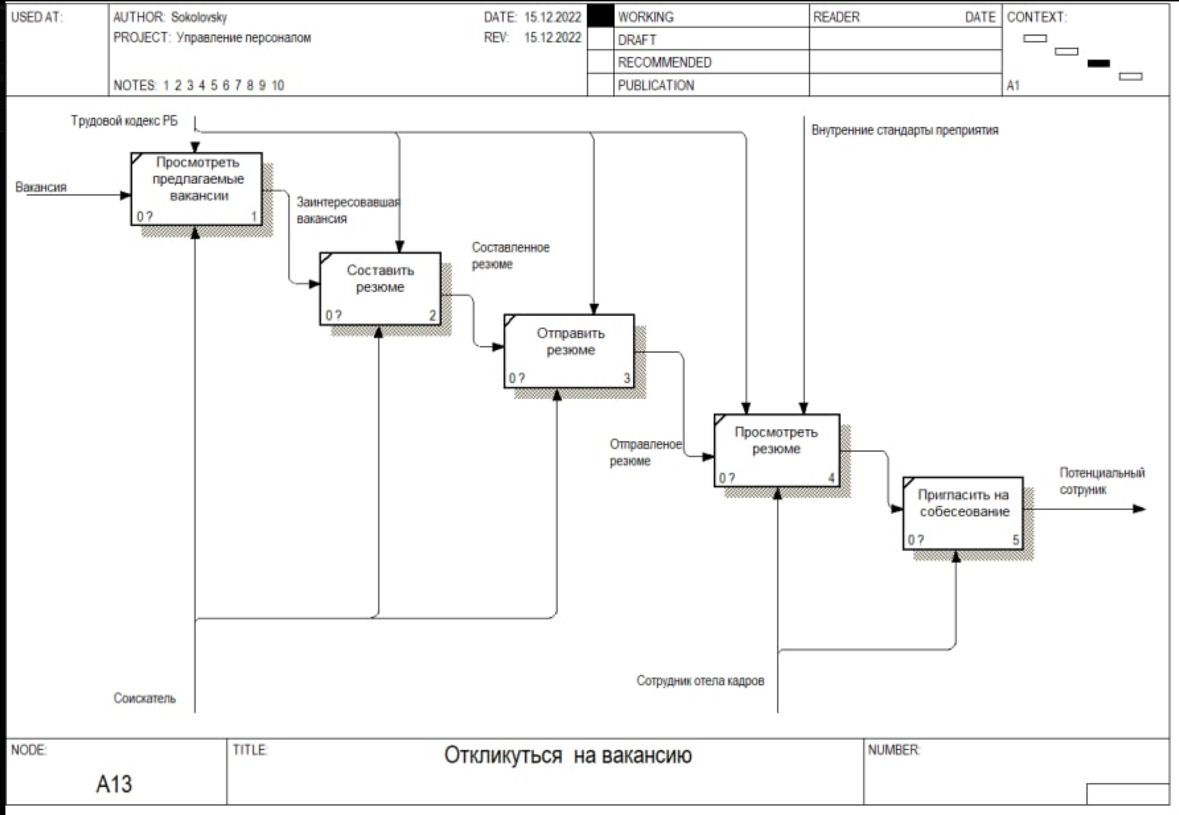 USED AT:
AUTHOR: Sokolovsky
DATE: 15.12.2022
PROJECT: Управление персоналом
REV: 15.12.2022
NOTES: 1 2 3 4 5 6 7 8 9 10
WORKING
DRAFT
RECOMMENDED
PUBLICATION
READER
DATE
CONTEXT:
A1
Трудовой кодекс РБ
Внутренние стандарты преприятия
Вакансия
Просмотреть
предлагаемые
вакансии
0 ?
1
Заинтересовавшая
вакансия
Составить
резюме
0 ?
2
Составленное
резюме
Отправить
резюме
0 ?
3
Отправленое
резюме
Просмотреть
резюме
0 ?
4
Пригласить на
собесеование
0 ?
5
Потенциальный
сотруник
Сотрудник отела кадров
Соискатель
NODE:
A13
TITLE:
Откликуться на вакансию
NUMBER: